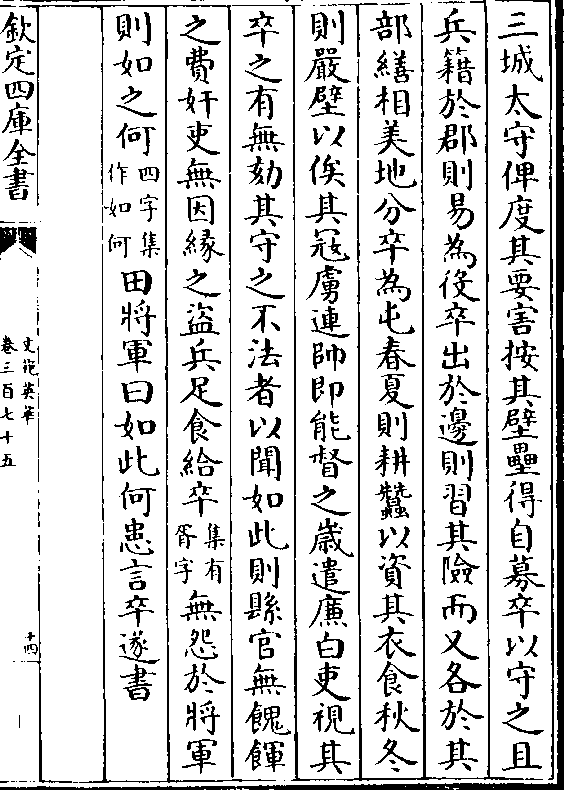 三城太守俾度其要害按其壁壘得自募卒以守之且
兵籍於郡則易為役卒出於邊則習其險而又各於其
部繕相美地分卒為屯春夏則耕蠶以資其衣食秋冬
則嚴壁以俟其寇虜連帥即能督之歳遣廉白吏視其
卒之有無劾其守之不法者以聞如此則縣官無餽餫
之費奸吏無因緣之盜兵足食給卒
集有
胥字
無怨於將軍
則如之何
四字集
作如何
田將軍曰如此何患言卒遂書
欽定四庫全書
文苑英華
卷三百七十五
十四